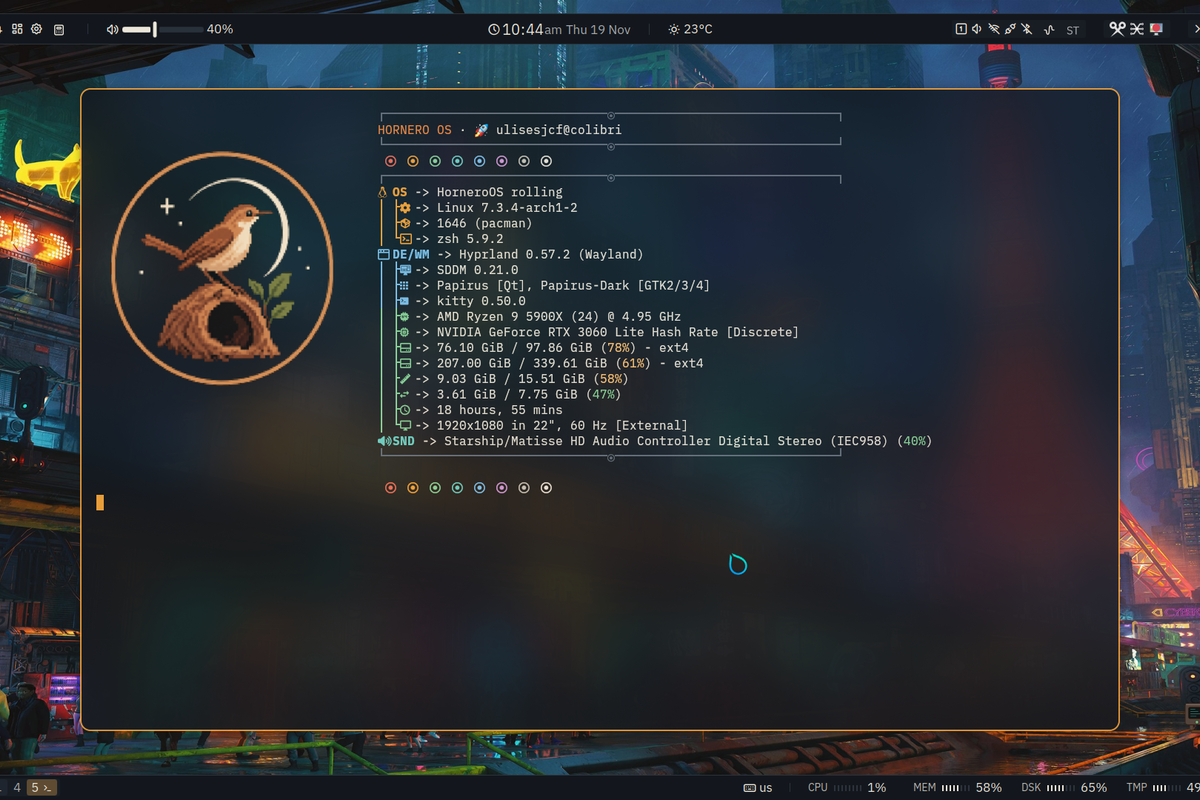 40%
10:44am Thu 19 Nov
23°C
1
ST
HORNERO OS · 🚀 ulisesjcf@colibri
OS -> HorneroOS rolling
-> Linux 7.3.4-arch1-2
-> 1646 (pacman)
-> zsh 5.9.2
DE/WM -> Hyprland 0.57.2 (Wayland)
-> SDDM 0.21.0
-> Papirus [Qt], Papirus-Dark [GTK2/3/4]
-> kitty 0.50.0
-> AMD Ryzen 9 5900X (24) @ 4.95 GHz
-> NVIDIA GeForce RTX 3060 Lite Hash Rate [Discrete]
-> 76.10 GiB / 97.86 GiB (78%) - ext4
-> 207.00 GiB / 339.61 GiB (61%) - ext4
-> 9.03 GiB / 15.51 GiB (58%)
-> 3.61 GiB / 7.75 GiB (47%)
-> 18 hours, 55 mins
-> 1920x1080 in 22", 60 Hz [External]
SND -> Starship/Matisse HD Audio Controller Digital Stereo (IEC958) (40%)
4 5
us
CPU 1%
MEM 58%
DSK 65%
TMP